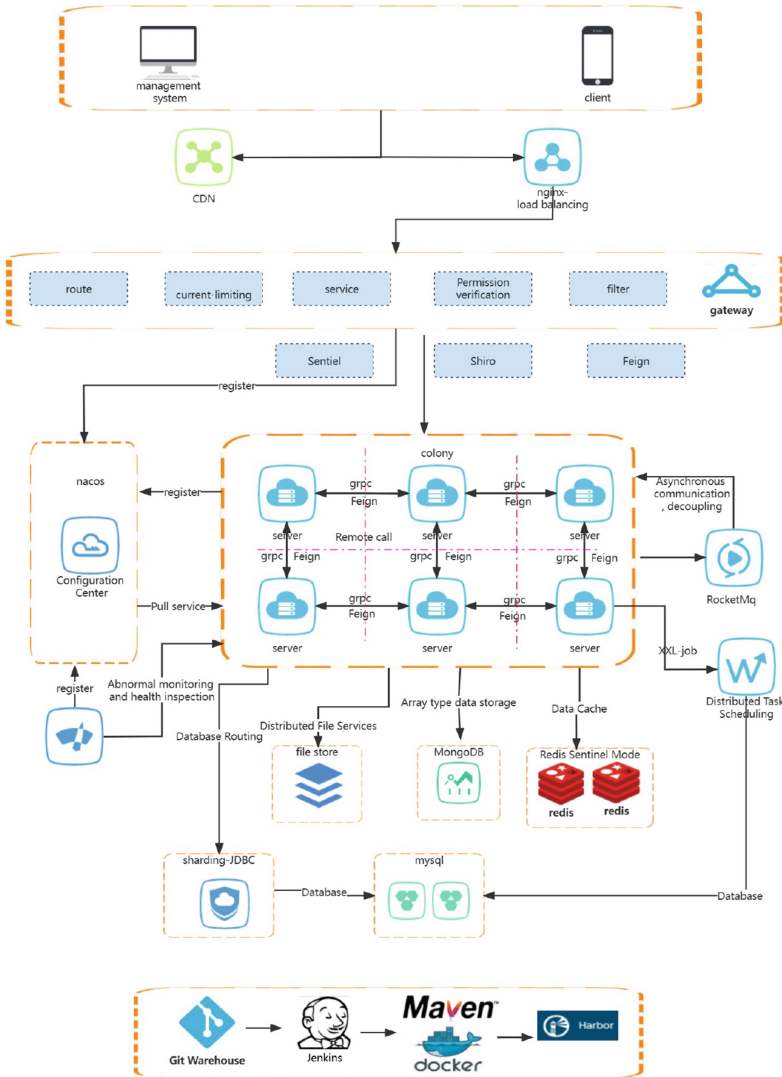 management
system
client
CDN
nginx-
load balancing
route
current-limiting
service
Permission
verification
filter
gateway
Sentiel
Shiro
Feign
register
nacos
Configuration
Center
register
Pull service
colony
server
grpc
Feign
server
grpc
Feign
server
Remote call
grpc
Feign
grpc
Feign
grpc
Feign
server
grpc
Feign
server
grpc
Feign
server
Asynchronous
communication
, decoupling
RocketMq
XXL-job
Distributed Task
Scheduling
register
Abnormal monitoring
and health inspection
Database Routing
Distributed File Services
file store
Array type data storage
MongoDB
Data Cache
Redis Sentinel Mode
redis
redis
sharding-JDBC
Database
mysql
Database
Git Warehouse
Jenkins
Maven™
docker
Harbor